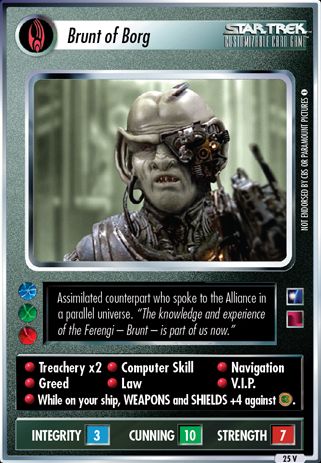 Brunt of Borg
STAR TREK
CUSTOMIZABLE CARD GAME™
NOT ENDORSED BY CBS OR PARAMOUNT PICTURES
Assimilated counterpart who spoke to the Alliance in
a parallel universe. "The knowledge and experience
of the Ferengi – Brunt – is part of us now."
• Treachery x2 • Computer Skill • Navigation
• Greed • Law • V.I.P.
• While on your ship, WEAPONS and SHIELDS +4 against .
INTEGRITY 3 CUNNING 10 STRENGTH 7
25 V